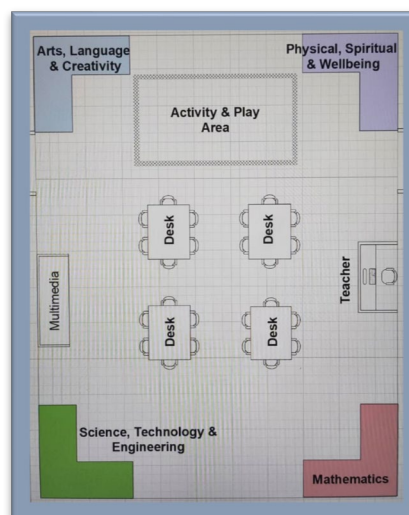 Arts, Language
& Creativity
Physical, Spiritual
& Wellbeing
Activity & Play
Area
Desk
Desk
Multimedia
Teacher
Desk
Desk
Science, Technology &
Engineering
Mathematics